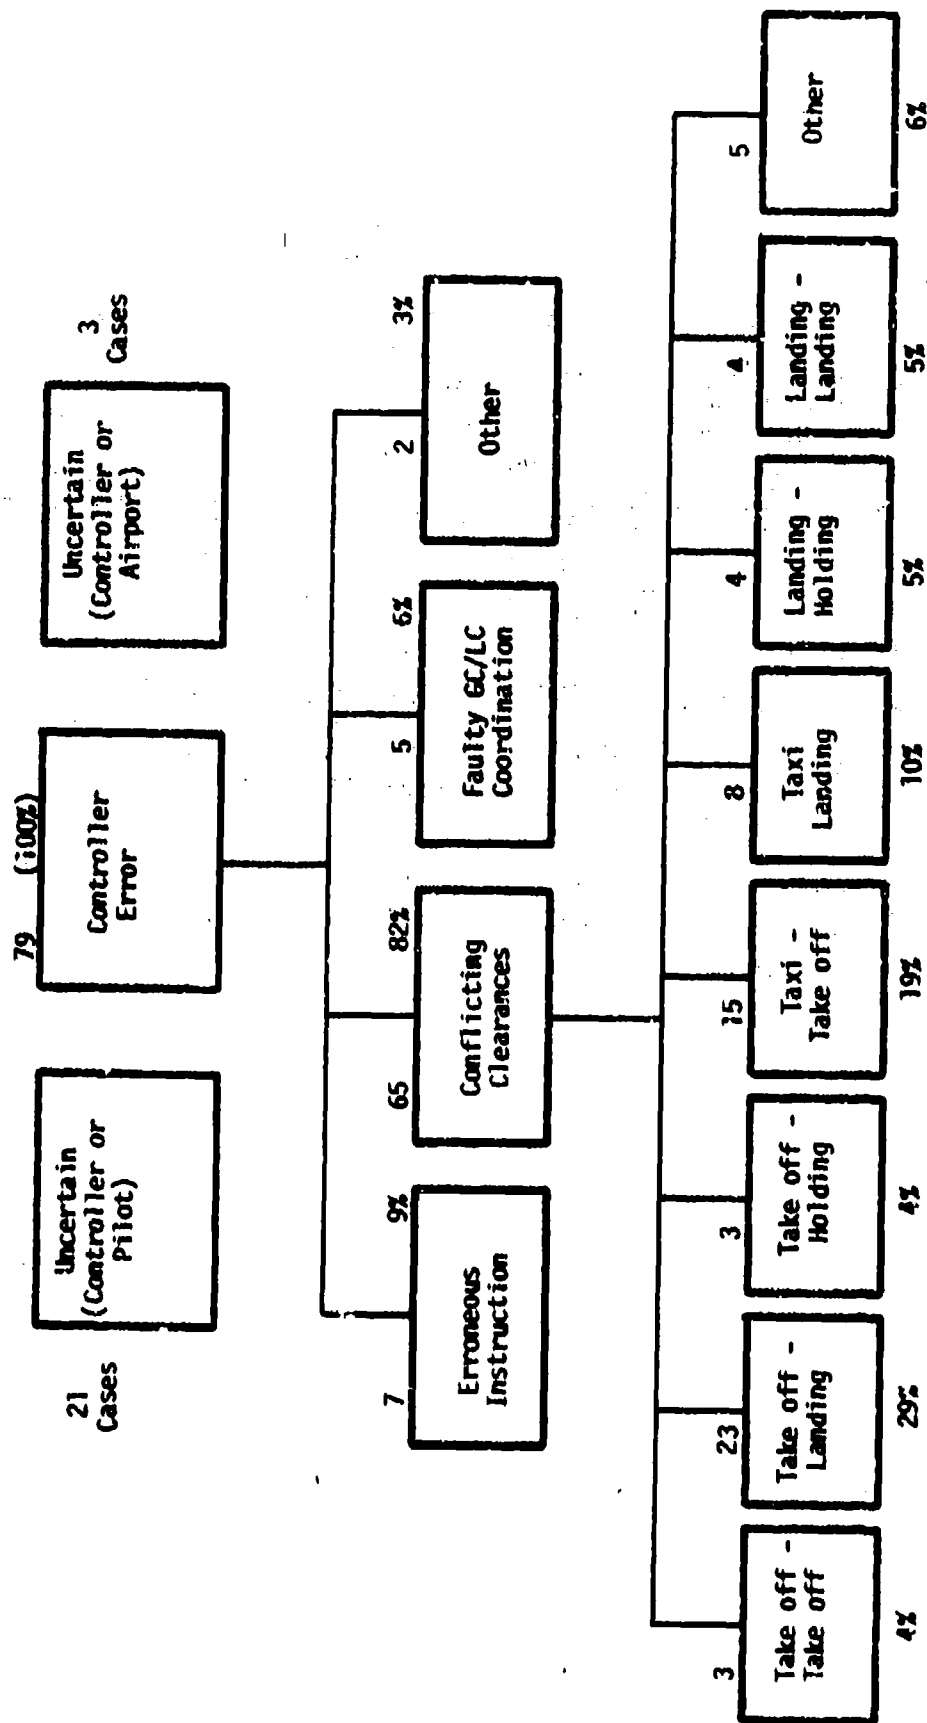 21
Cases
Uncertain
(Controller or
Pilot)
79 (100%)
Controller
Error
Uncertain
(Controller or
Airport)
3
Cases
7 9%
Erroneous
Instruction
65 82%
Conflicting
Clearances
5 6%
Faulty GC/LC
Coordination
2 3%
Other
3
Take off -
Take off
4%
23
Take off -
Landing
29%
3
Take off -
Holding
4%
15
Taxi -
Take off
19%
8
Taxi
Landing
10%
4
Landing -
Holding
5%
4
Landing -
Landing
5%
5
Other
6%